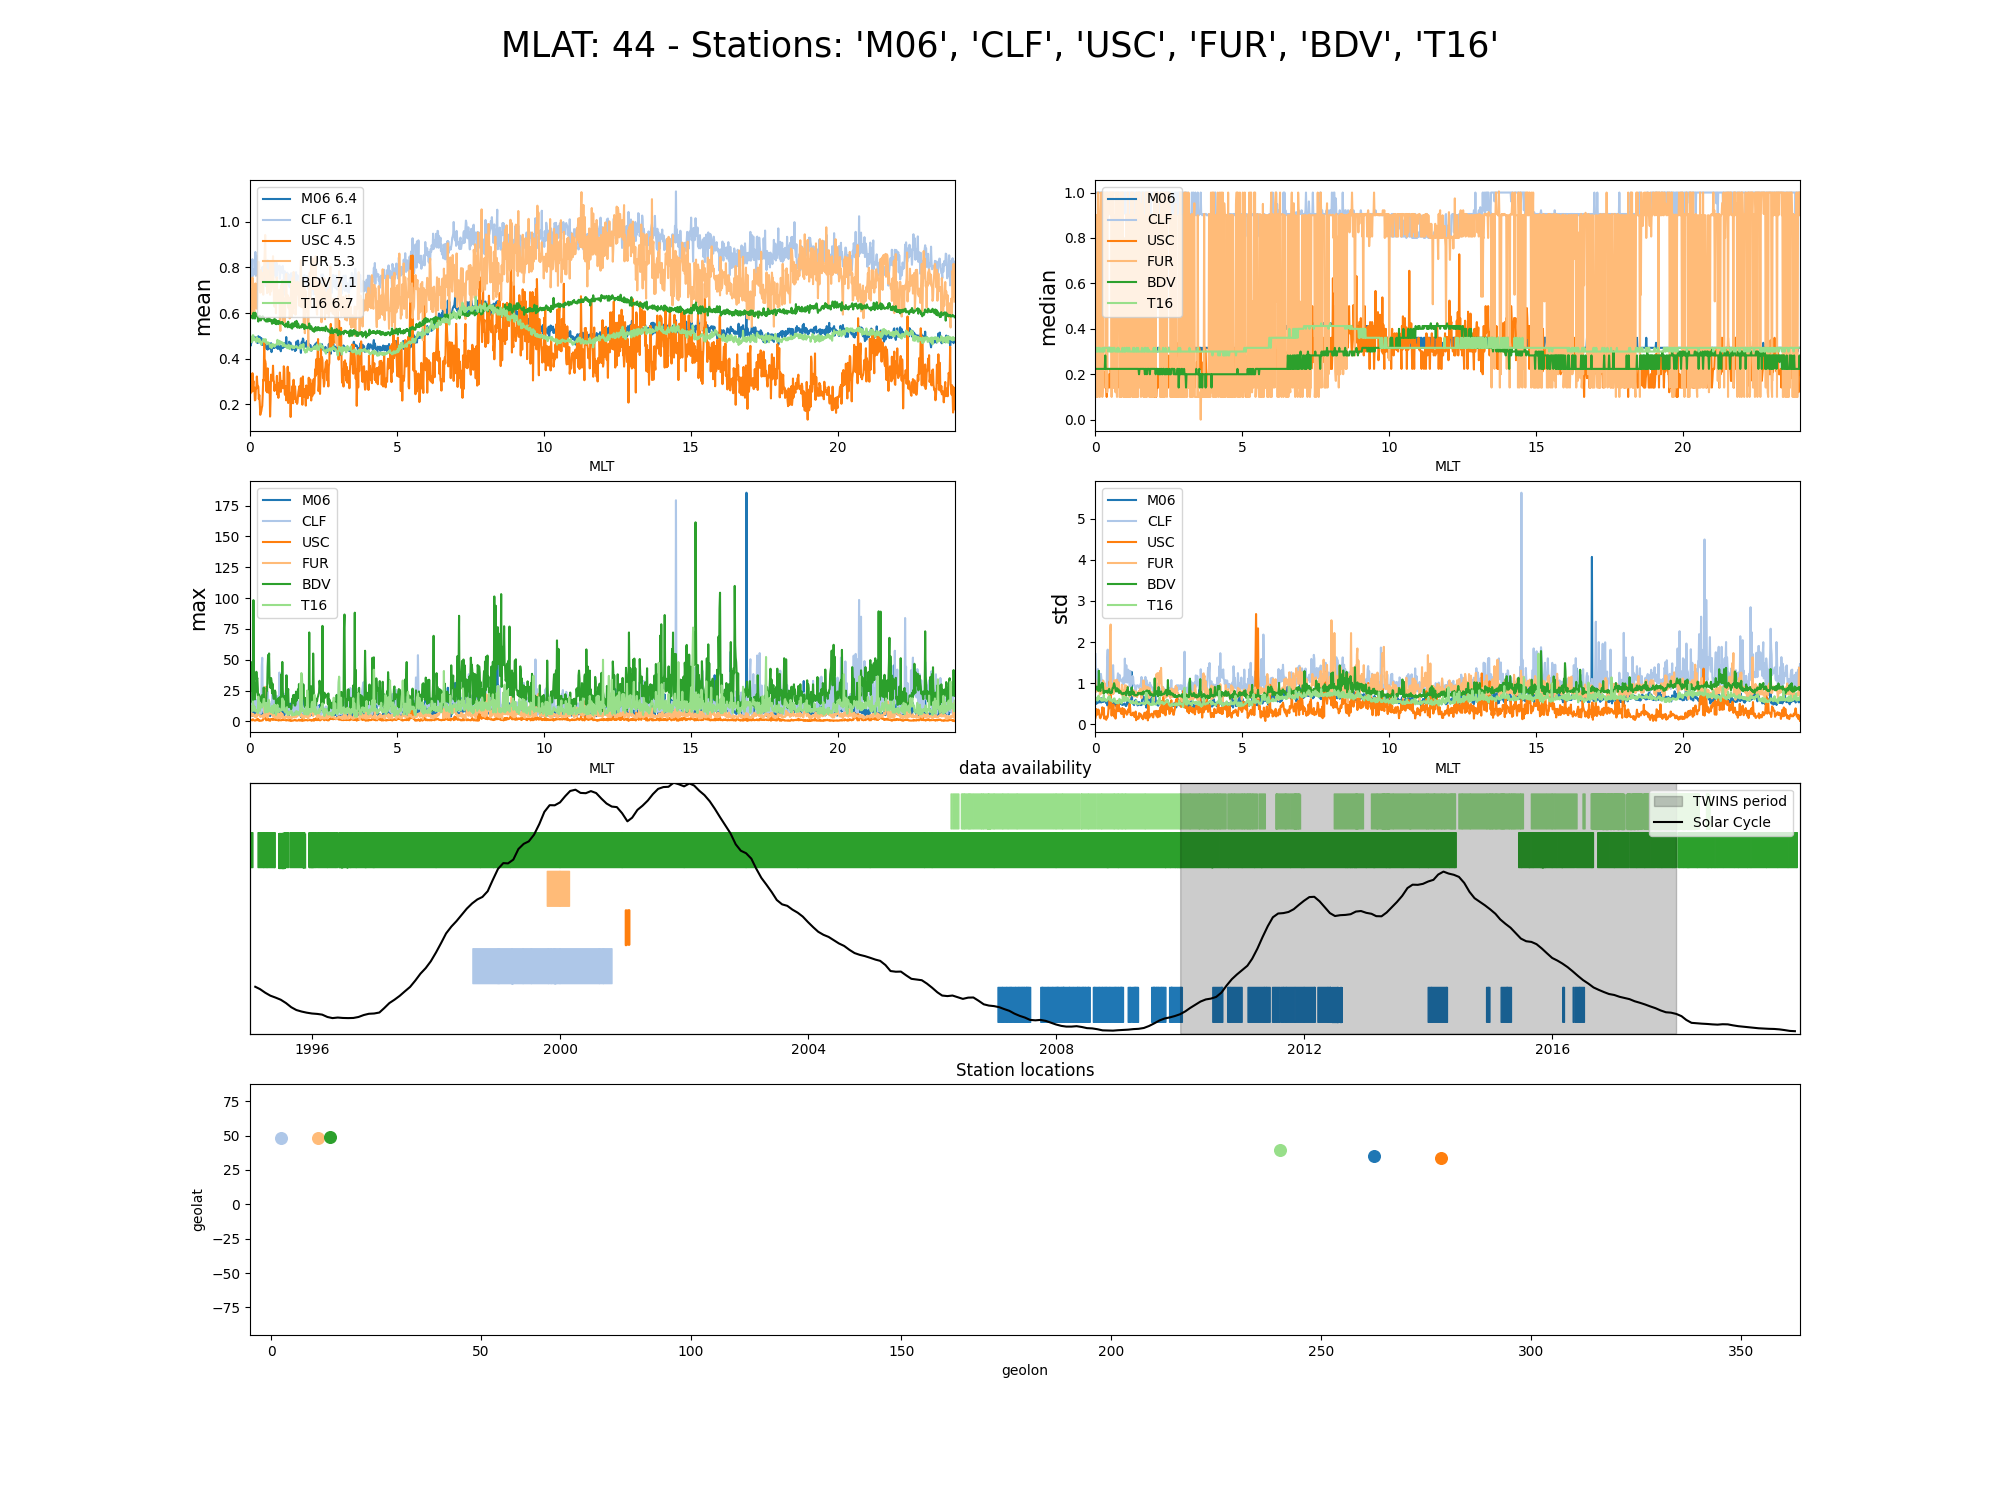 MLAT: 44 - Stations: 'M06', 'CLF', 'USC', 'FUR', 'BDV', 'T16'
mean
1.0
0.8
0.6
0.4
0.2
M06 6.4
CLF 6.1
USC 4.5
FUR 5.3
BDV 7.1
T16 6.7
0 5 10 15 20
MLT
median
1.0
0.8
0.6
0.4
0.2
0.0
M06
CLF
USC
FUR
BDV
T16
0 5 10 15 20
MLT
max
175
150
125
100
75
50
25
0
M06
CLF
USC
FUR
BDV
T16
0 5 10 15 20
MLT
std
5
4
3
2
1
0
M06
CLF
USC
FUR
BDV
T16
0 5 10 15 20
MLT
data availability
TWINS period
Solar Cycle
1996 2000 2004 2008 2012 2016
Station locations
geolat
75
50
25
0
−25
−50
−75
0 50 100 150 200 250 300 350
geolon